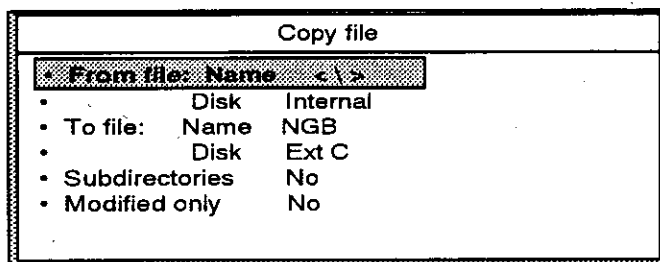 Copy file
• From file: Name <\>
• Disk Internal
• To file: Name NGB
• Disk Ext C
• Subdirectories No
• Modified only No